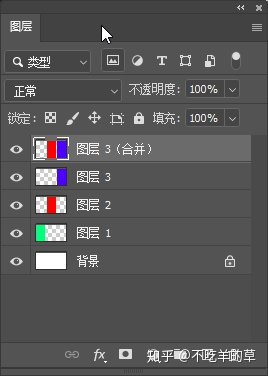 图层
类型
正常 不透明度: 100%
锁定: 填充: 100%
图层 3（合并）
图层 3
图层 2
图层 1
背景
fx
知乎 @不吃羊的草